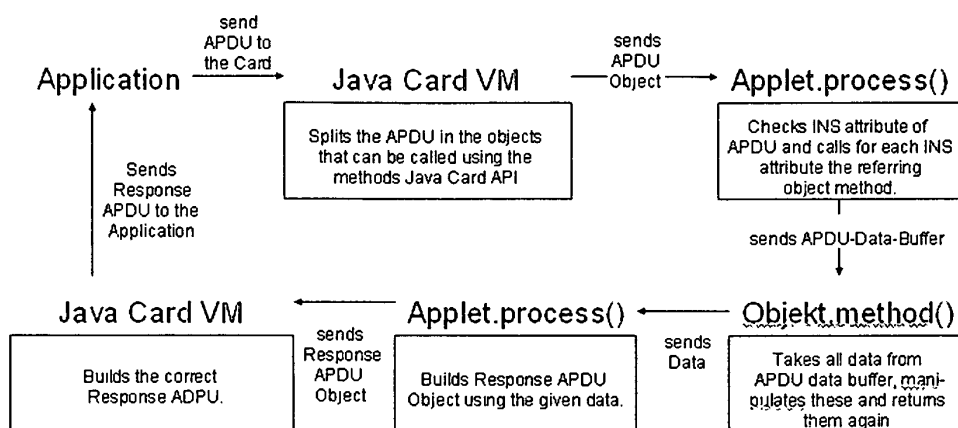 send
APDU to
the Card
Application
Java Card VM
sends
APDU
Object
Applet.process()
Splits the APDU in the objects
that can be called using the
methods Java Card API
Checks INS attribute of
APDU and calls for each INS
attribute the referring
object method.
Sends
Response
APDU to the
Application
sends APDU-Data-Buffer
Java Card VM
Applet.process()
Objekt.method()
sends
Response
APDU
Object
sends
Data
Builds the correct
Response ADPU.
Builds Response APDU
Object using the given data.
Takes all data from
APDU data buffer, mani-
pulates these and returns
them again